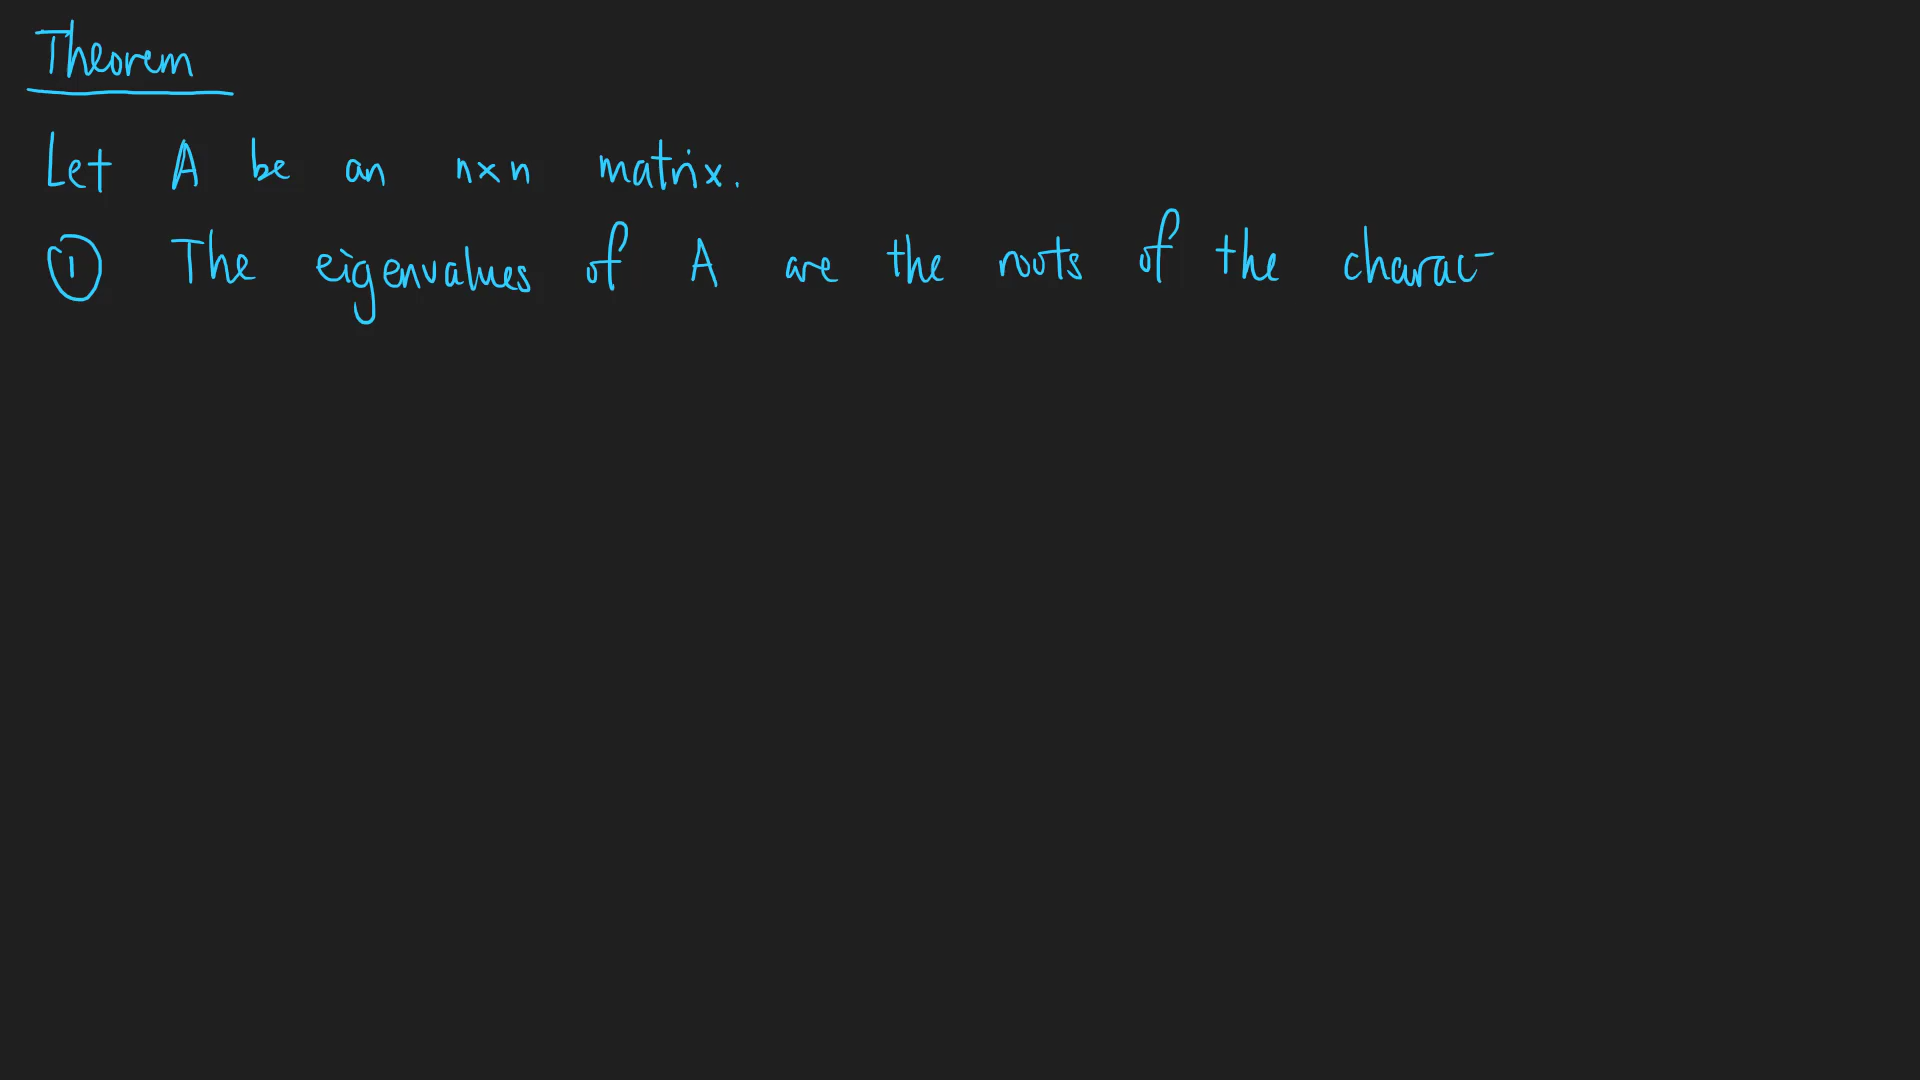 Theorem
Let A be an n×n matrix.
① The eigenvalues of A are the roots of the charac-